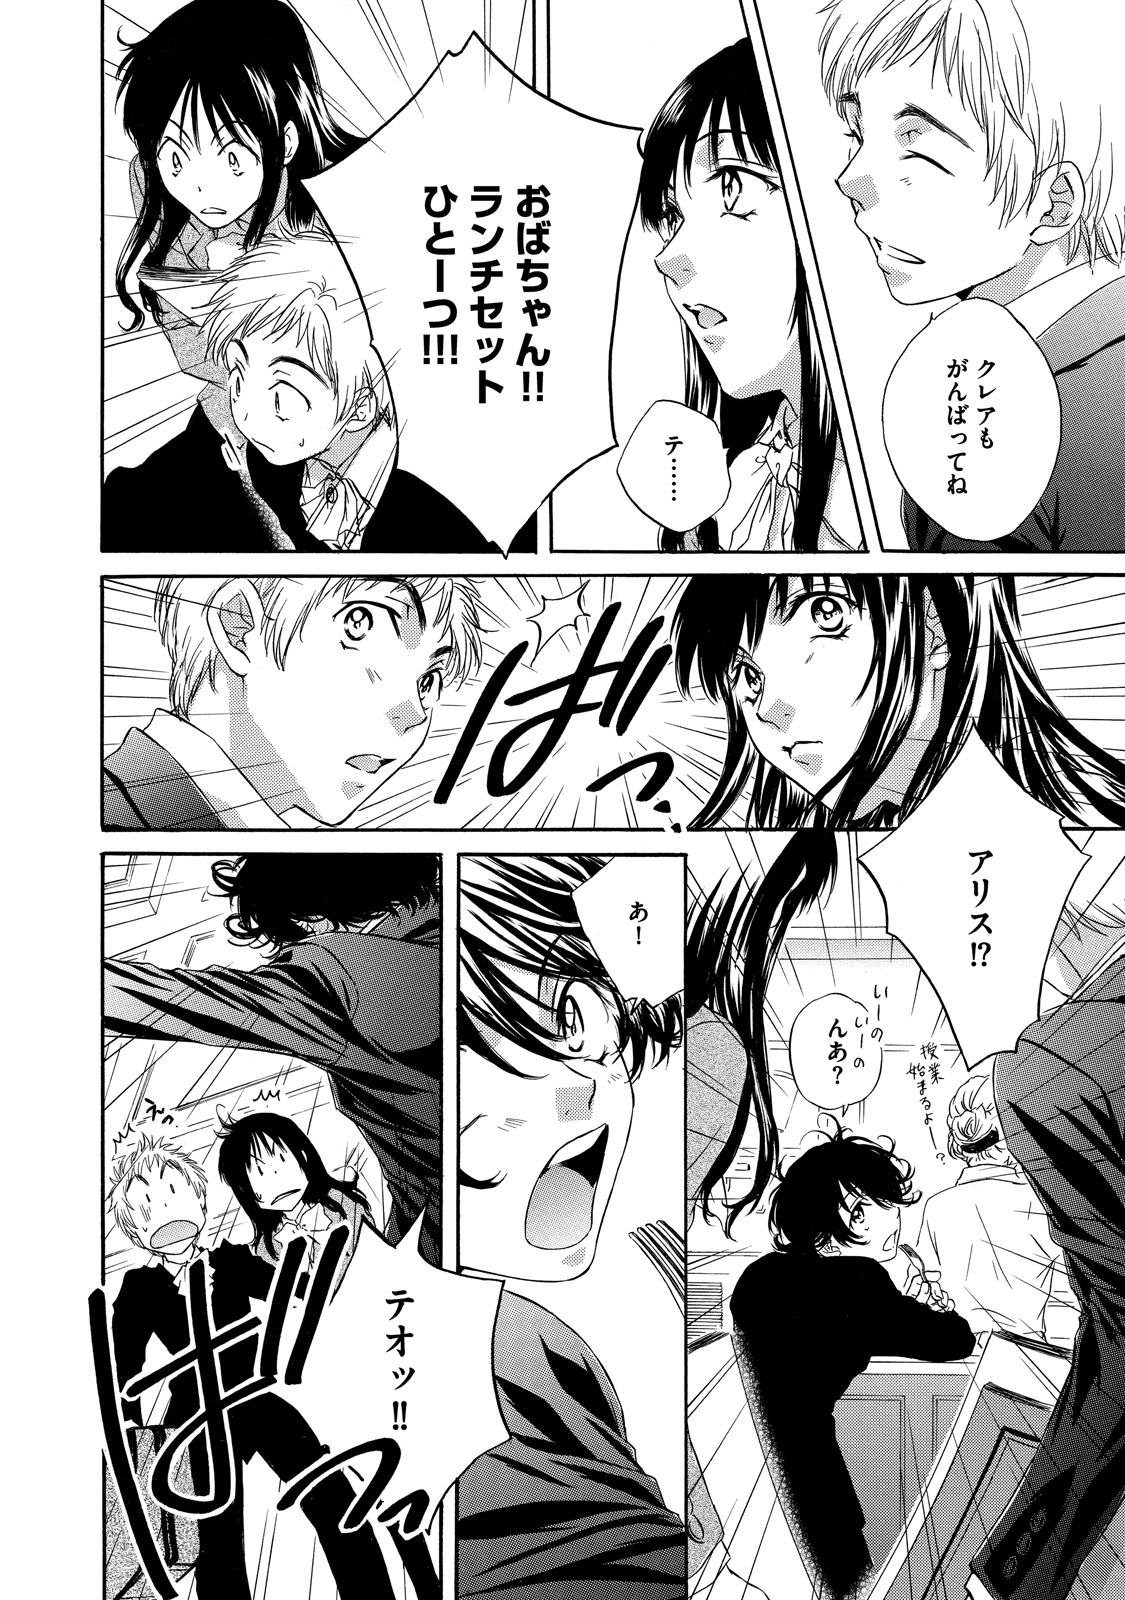 クレアも
がんばってね
テ……
おばちゃん!!
ランチセット
ひとーつ!!!
ばっ
アリス!?
いーの
いーの
んあ?
授業
始まるよー?
あ!
テオッ!!
えっ
ばっ